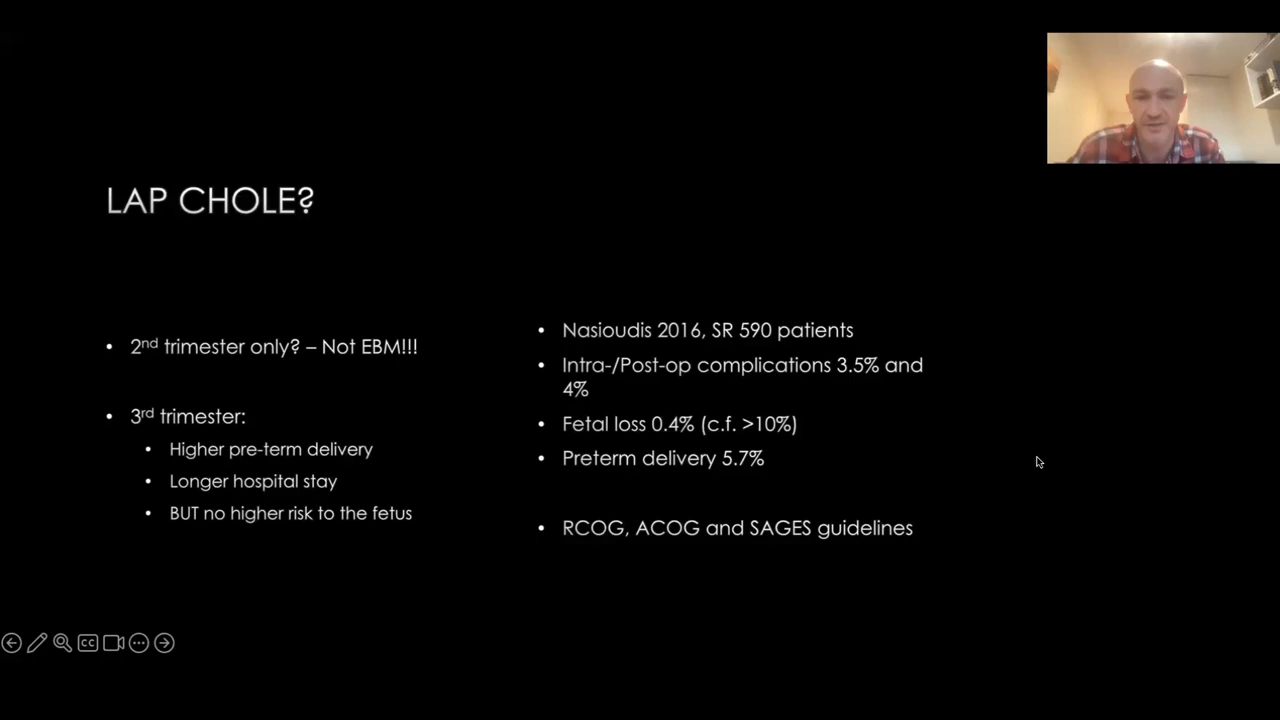 LAP CHOLE?
2nd trimester only? – Not EBM!!!
3rd trimester:
Higher pre-term delivery
Longer hospital stay
BUT no higher risk to the fetus
Nasioudis 2016, SR 590 patients
Intra-/Post-op complications 3.5% and
4%
Fetal loss 0.4% (c.f. >10%)
Preterm delivery 5.7%
RCOG, ACOG and SAGES guidelines
CC